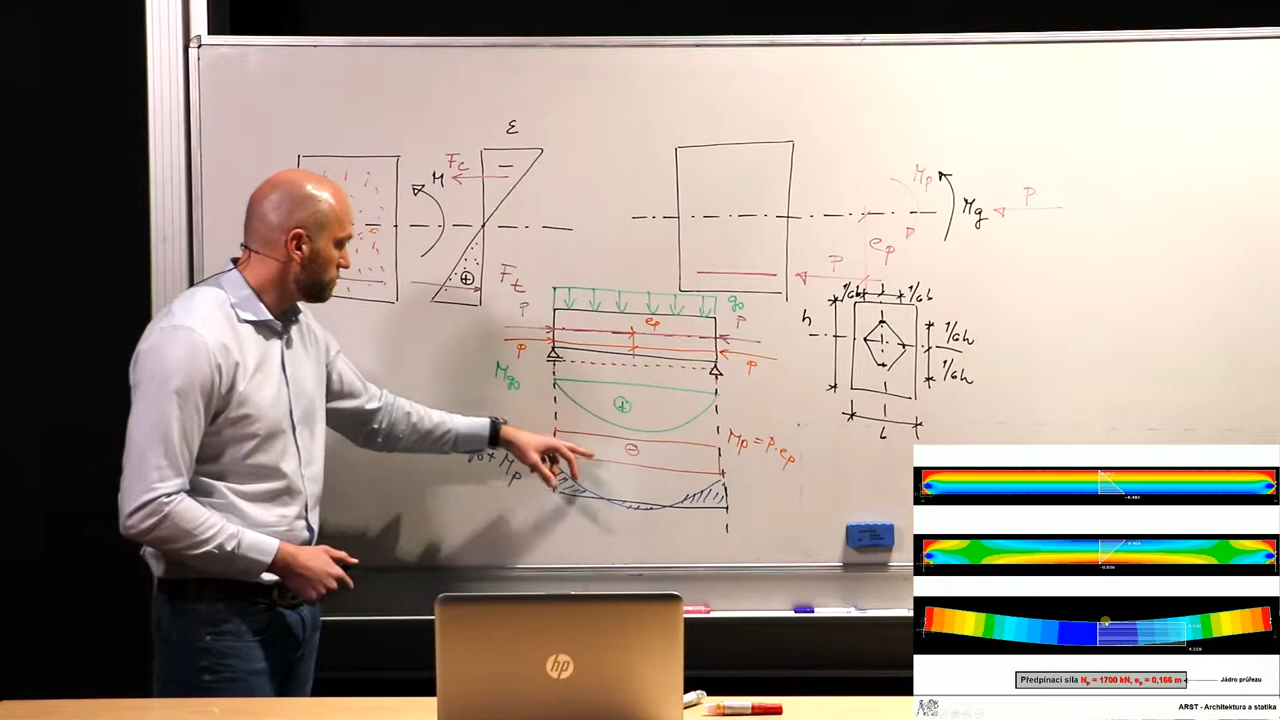 ε
M
Fc
−
+
Ft
Mp
Mg
P
ep
P
g0
P
ep
P
P
P
Mg0
+
−
Mp = P·ep
g0 + Mp
1/6b
1/6b
h
1/6h
1/6h
b
hp
Předpínací síla Np = 1700 kN, ep = 0,166 m
Jádro průřezu
ARST - Architektura a statika